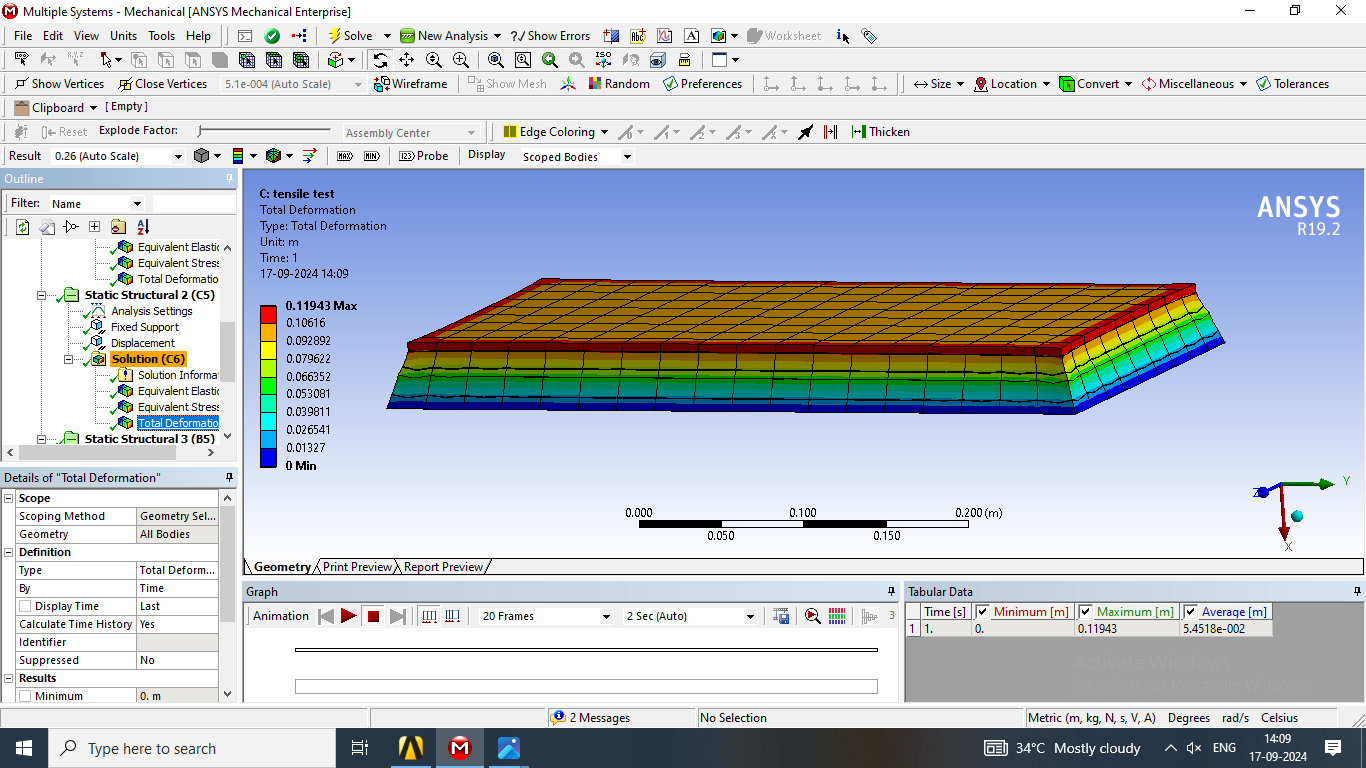 Multiple Systems - Mechanical [ANSYS Mechanical Enterprise]
File Edit View Units Tools Help Solve New Analysis ?/ Show Errors Worksheet
Show Vertices Close Vertices 5.1e-004 (Auto Scale) Wireframe Show Mesh Random Preferences Size Location Convert Miscellaneous Tolerances
Clipboard [ Empty ]
Reset Explode Factor: Assembly Center Edge Coloring Thicken
Result 0.26 (Auto Scale) MAX MIN 123 Probe Display Scoped Bodies
Outline
Filter: Name
Equivalent Elastic
Equivalent Stress
Total Deformatio
Static Structural 2 (C5)
Analysis Settings
Fixed Support
Displacement
Solution (C6)
Solution Informa
Equivalent Elastic
Equivalent Stress
Total Deformatio
Static Structural 3 (B5)
Details of "Total Deformation"
Scope
Scoping Method Geometry Sel...
Geometry All Bodies
Definition
Type Total Deform...
By Time
Display Time Last
Calculate Time History Yes
Identifier
Suppressed No
Results
Minimum 0. m
C: tensile test
Total Deformation
Type: Total Deformation
Unit: m
Time: 1
17-09-2024 14:09
0.11943 Max
0.10616
0.092892
0.079622
0.066352
0.053081
0.039811
0.026541
0.01327
0 Min
ANSYS
R19.2
0.000 0.100 0.200 (m)
0.050 0.150
Y
Z
X
Geometry Print Preview Report Preview
Graph
Animation 20 Frames 2 Sec (Auto) 3
Tabular Data
Time [s] Minimum [m] Maximum [m] Average [m]
1 1. 0. 0.11943 5.4518e-002
Activate Windows
Go to Settings to activate Windows.
2 Messages No Selection Metric (m, kg, N, s, V, A) Degrees rad/s Celsius
Type here to search 34°C Mostly cloudy ENG 14:09
17-09-2024